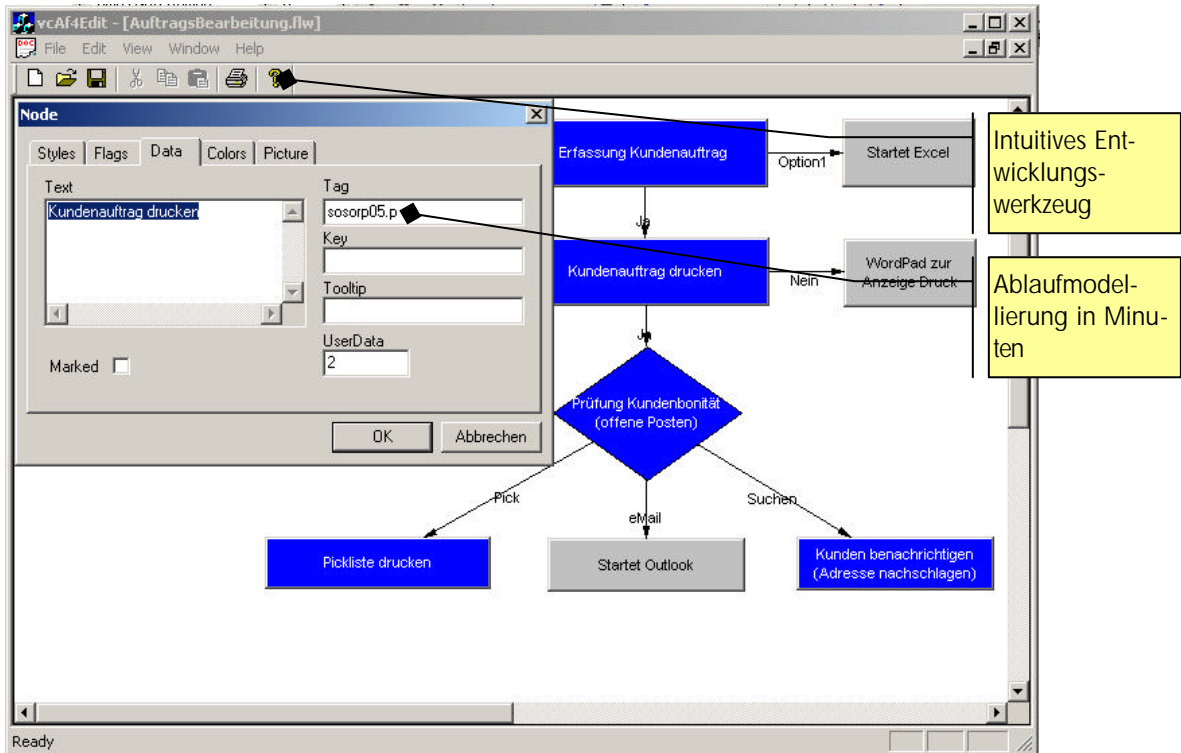 vcAf4Edit - [AuftragsBearbeitung.flw]
File Edit View Window Help
Node
Styles Flags Data Colors Picture
Text
Kundenauftrag drucken
Tag
sosorp05.p
Key
Tooltip
UserData
2
Marked
OK Abbrechen
Erfassung Kundenauftrag
Option1
Startet Excel
Ja
Kundenauftrag drucken
Nein
WordPad zur
Anzeige Druck
Ja
Prüfung Kundenbonität
(offene Posten)
Pick
eMail
Suchen
Pickliste drucken
Startet Outlook
Kunden benachrichtigen
(Adresse nachschlagen)
Intuitives Ent-
wicklungs-
werkzeug
Ablaufmodel-
lierung in Minu-
ten
Ready